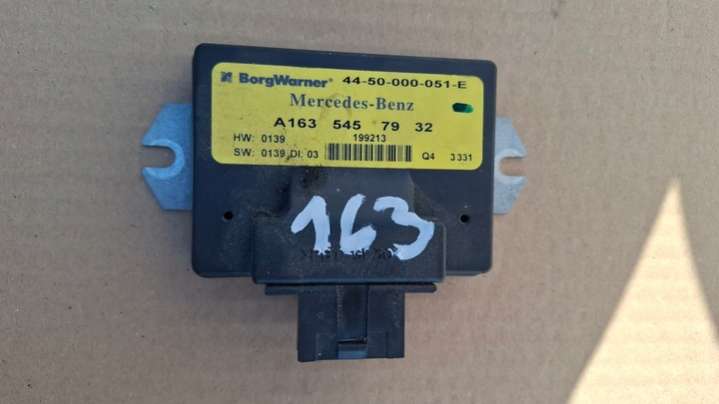 BorgWarner® 44-50-000-051-E
Mercedes-Benz
A163 545 79 32
HW: 0139 199213
SW: 0139 DI: 03 Q4 3331
163